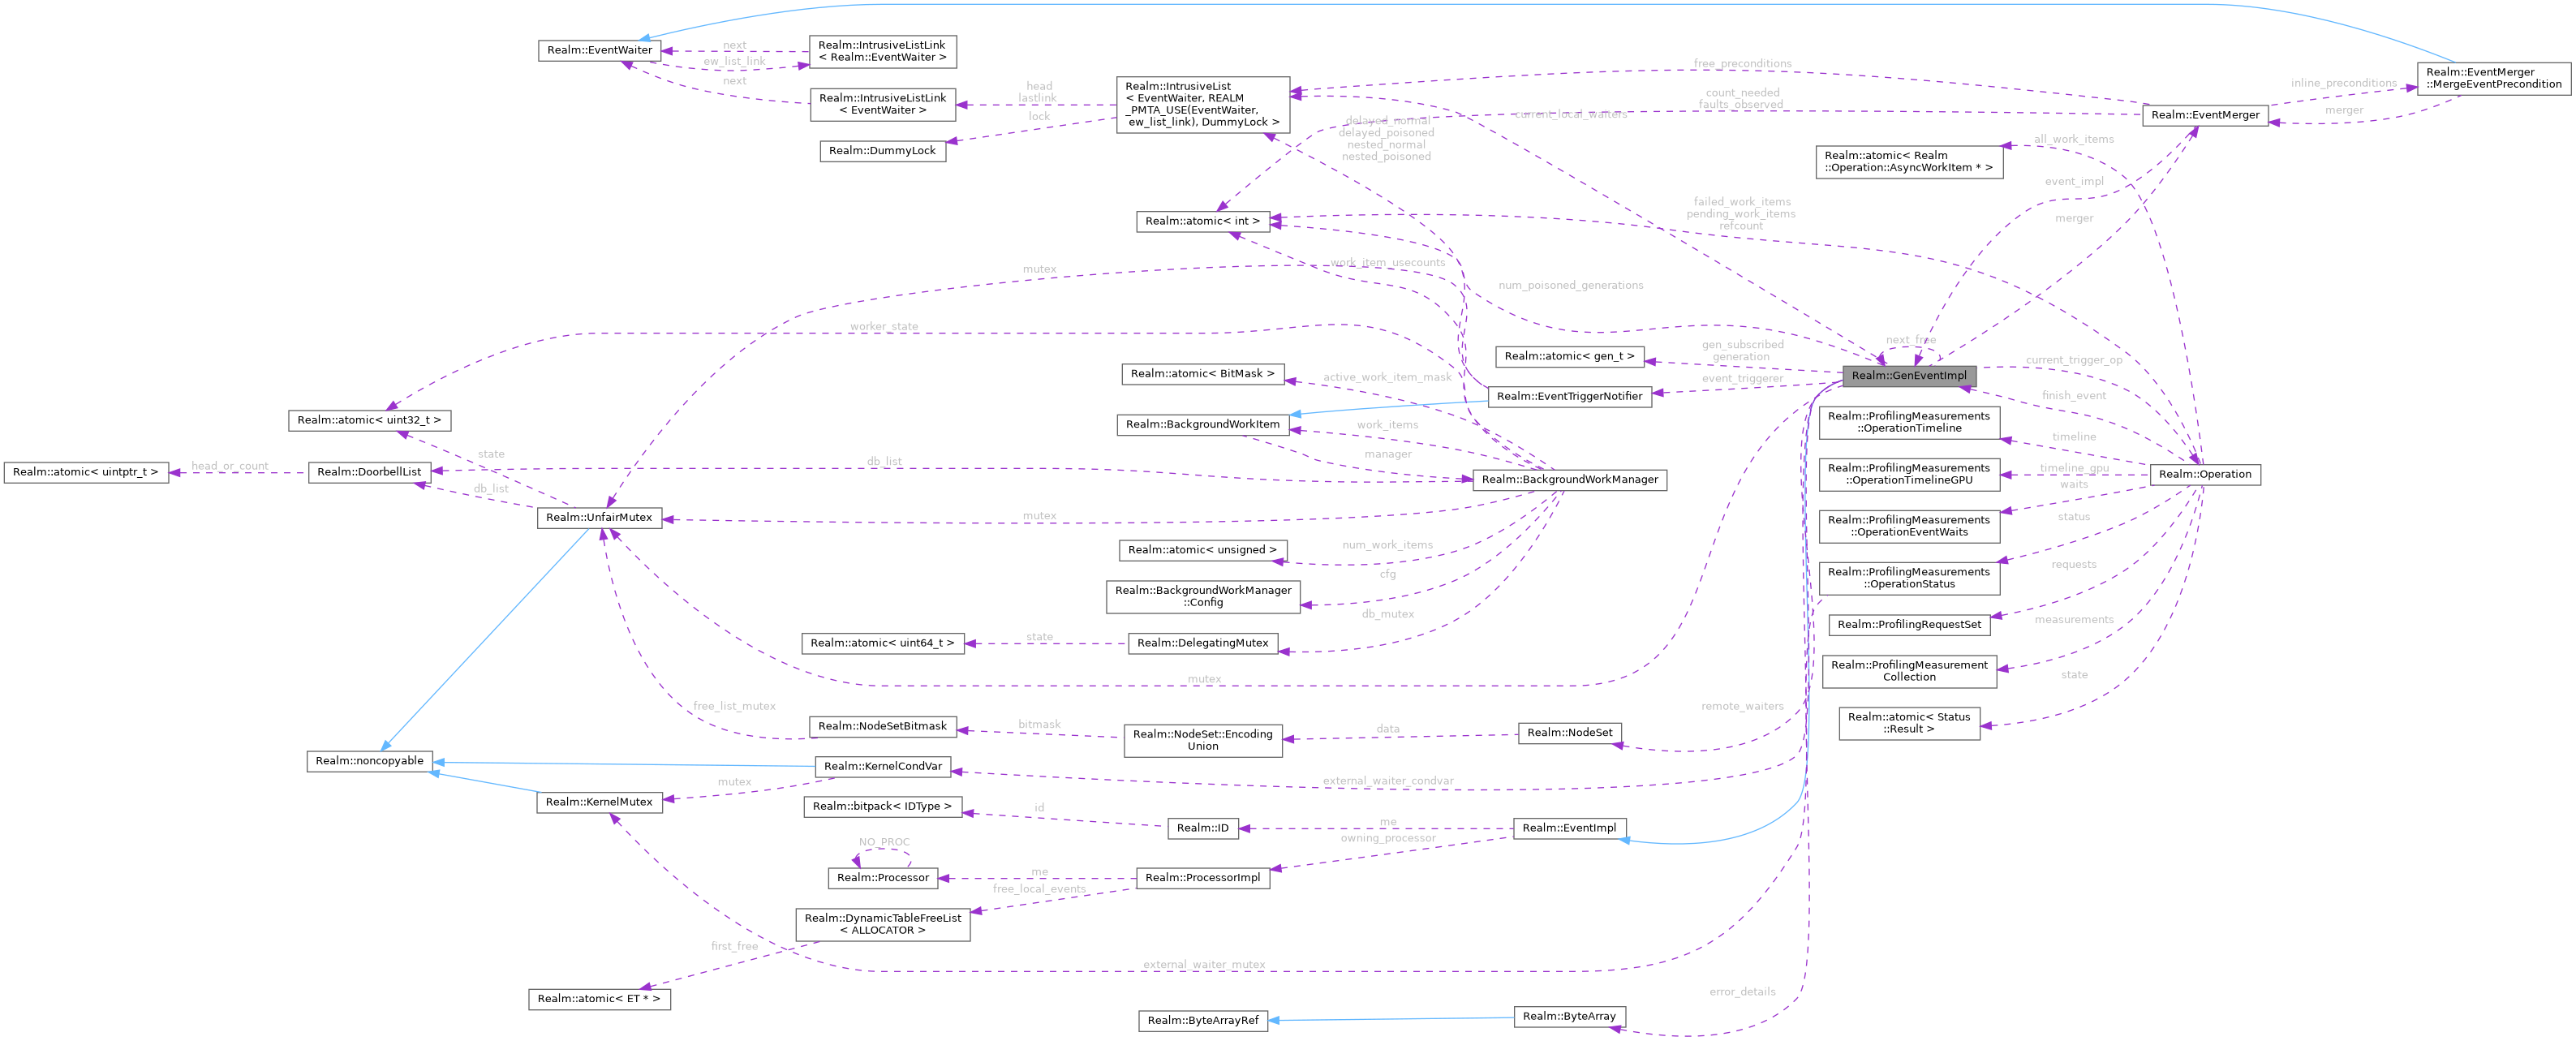 Realm::EventWaiter
next
ew_list_link
next
Realm::IntrusiveListLink
< Realm::EventWaiter >
Realm::IntrusiveListLink
< EventWaiter >
Realm::DummyLock
head
lastlink
lock
Realm::IntrusiveList
< EventWaiter, REALM
_PMTA_USE(EventWaiter,
ew_list_link), DummyLock >
free_preconditions
count_needed
faults_observed
current_local_waiters
delayed_normal
delayed_poisoned
nested_normal
nested_poisoned
Realm::EventMerger
inline_preconditions
merger
Realm::EventMerger
::MergeEventPrecondition
Realm::atomic< Realm
::Operation::AsyncWorkItem * >
all_work_items
event_impl
merger
Realm::atomic< int >
failed_work_items
pending_work_items
refcount
work_item_usecounts
mutex
num_poisoned_generations
worker_state
Realm::atomic< gen_t >
gen_subscribed
generation
next_free
Realm::GenEventImpl
current_trigger_op
event_triggerer
finish_event
Realm::atomic< BitMask >
active_work_item_mask
Realm::EventTriggerNotifier
Realm::BackgroundWorkItem
work_items
manager
Realm::atomic< uint32_t >
state
Realm::atomic< uintptr_t >
head_or_count
Realm::DoorbellList
db_list
db_list
Realm::BackgroundWorkManager
Realm::UnfairMutex
mutex
Realm::ProfilingMeasurements
::OperationTimeline
timeline
Realm::ProfilingMeasurements
::OperationTimelineGPU
timeline_gpu
Realm::Operation
waits
Realm::ProfilingMeasurements
::OperationEventWaits
status
Realm::ProfilingMeasurements
::OperationStatus
requests
Realm::ProfilingRequestSet
measurements
Realm::ProfilingMeasurement
Collection
state
Realm::atomic< Status
::Result >
Realm::atomic< unsigned >
num_work_items
Realm::BackgroundWorkManager
::Config
cfg
db_mutex
Realm::atomic< uint64_t >
state
Realm::DelegatingMutex
mutex
free_list_mutex
Realm::NodeSetBitmask
bitmask
Realm::NodeSet::Encoding
Union
data
Realm::NodeSet
remote_waiters
Realm::noncopyable
Realm::KernelCondVar
mutex
external_waiter_condvar
Realm::KernelMutex
Realm::bitpack< IDType >
id
Realm::ID
me
Realm::EventImpl
owning_processor
NO_PROC
Realm::Processor
me
Realm::ProcessorImpl
free_local_events
Realm::DynamicTableFreeList
< ALLOCATOR >
first_free
external_waiter_mutex
Realm::atomic< ET * >
error_details
Realm::ByteArrayRef
Realm::ByteArray